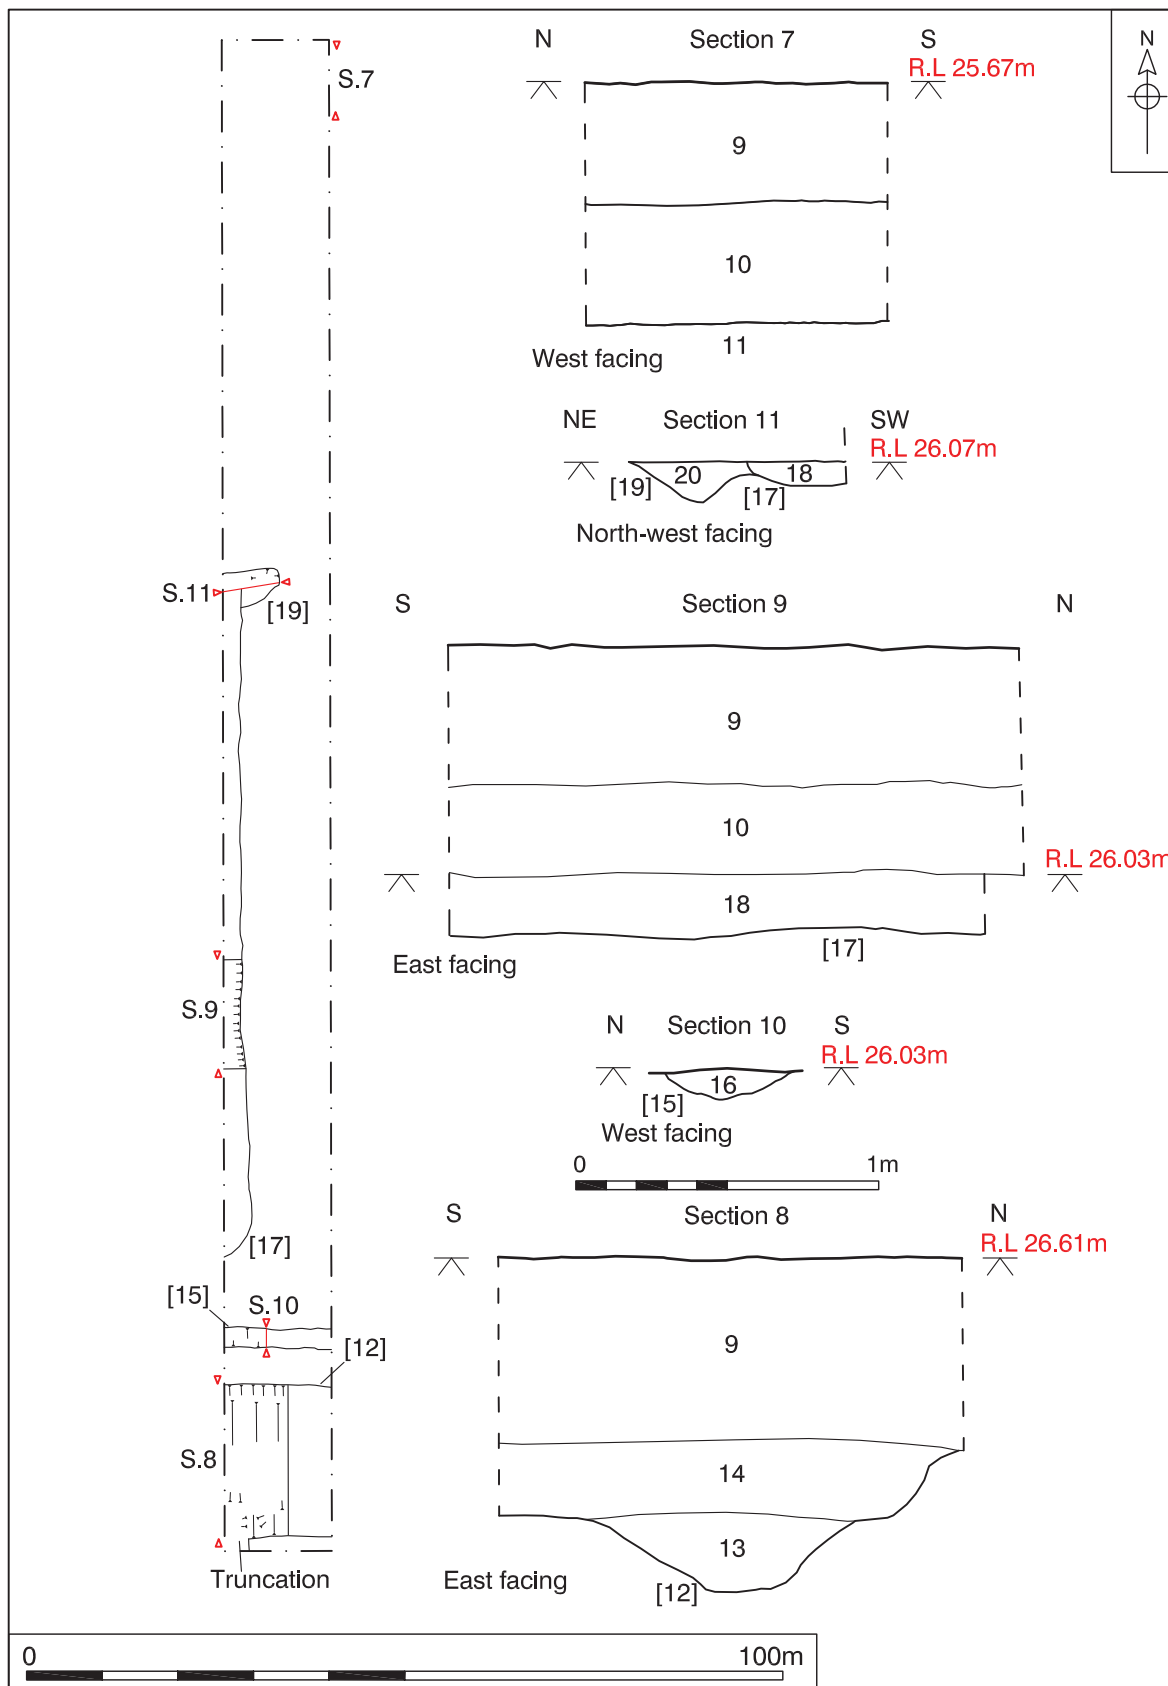 N
Section 7
S
R.L 25.67m
N
S.7
9
10
11
West facing
NE
Section 11
SW
R.L 26.07m
20
18
[19]
[17]
North-west facing
S.11
[19]
S
Section 9
N
9
10
R.L 26.03m
18
[17]
East facing
S.9
N
Section 10
S
R.L 26.03m
16
[15]
West facing
0
1m
[17]
S
Section 8
N
R.L 26.61m
[15]
S.10
[12]
9
S.8
14
13
[12]
East facing
Truncation
0
100m